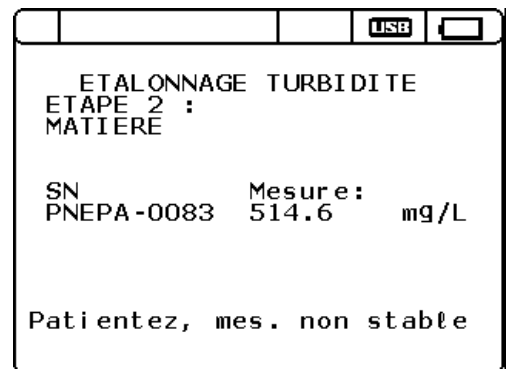 USB
ETALONNAGE TURBIDITE
ETAPE 2 :
MATIERE
SN Mesure:
PNEPA-0083 514.6 mg/L
Patientez, mes. non stable